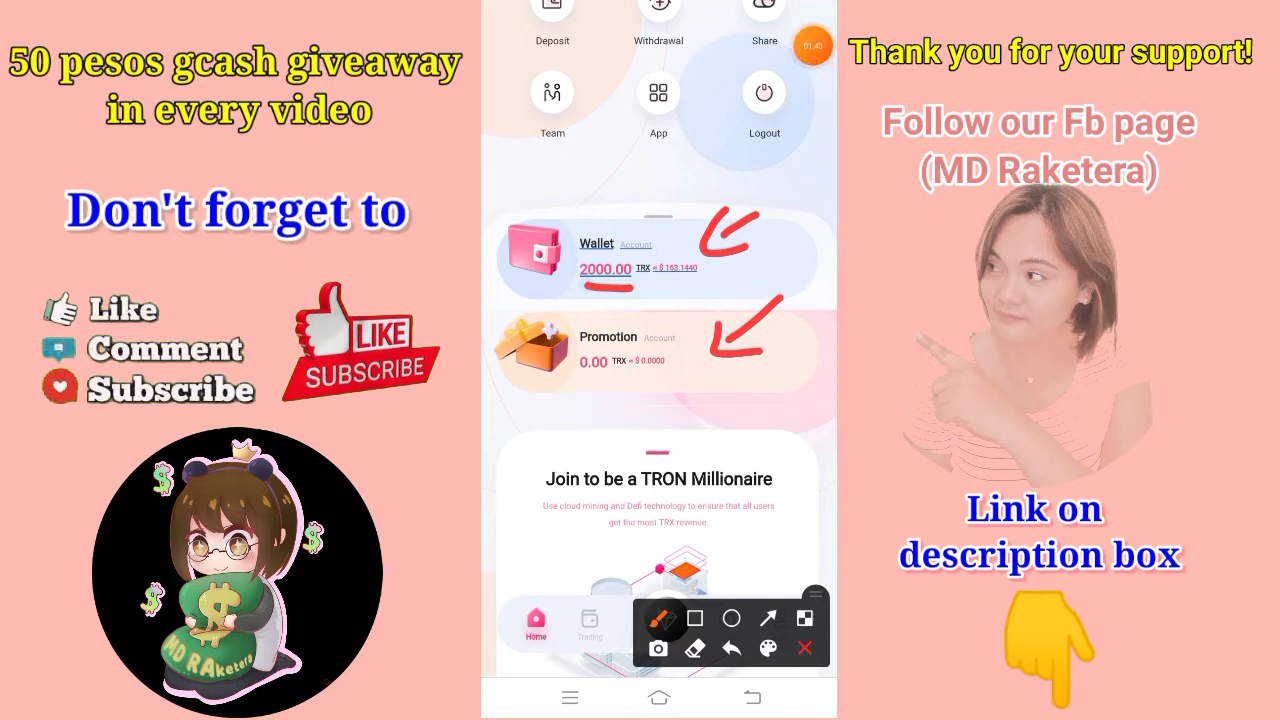 50 pesos gcash giveaway
in every video
Don't forget to
Like
Comment
Subscribe
LIKE
SUBSCRIBE
MD RAketera
Deposit
Withdrawal
Share
01:43
Team
App
Logout
Wallet Account
2000.00 TRX ≈ $ 163.1440
Promotion Account
0.00 TRX ≈ $ 0.0000
Join to be a TRON Millionaire
Use cloud mining and Defi technology to ensure that all users
get the most TRX revenue.
Home
Trading
Thank you for your support!
Follow our Fb page
(MD Raketera)
Link on
description box